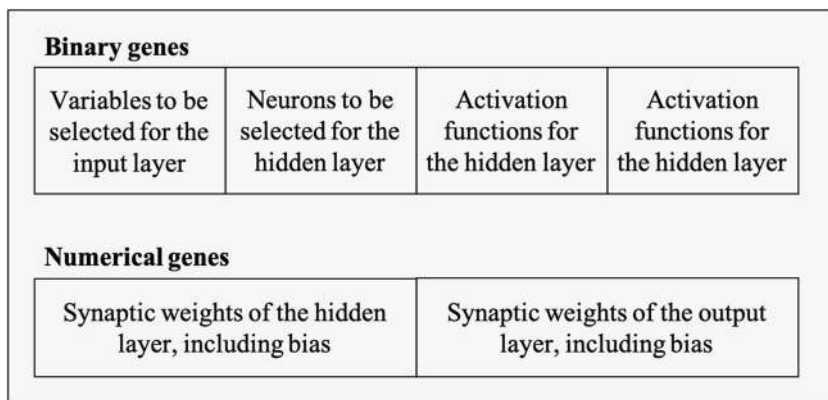 Binary genes
Variables to be
selected for the
input layer
Neurons to be
selected for the
hidden layer
Activation
functions for
the hidden layer
Activation
functions for
the hidden layer
Numerical genes
Synaptic weights of the hidden
layer, including bias
Synaptic weights of the output
layer, including bias